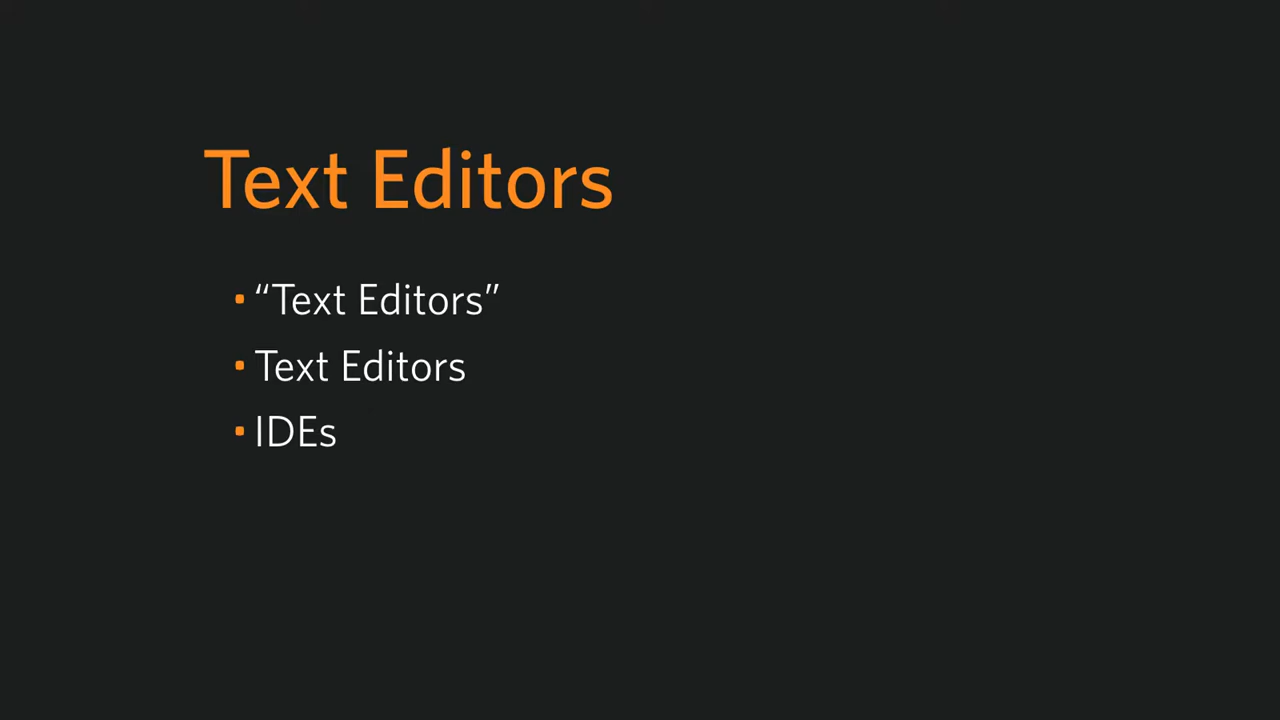 Text Editors
• “Text Editors”
• Text Editors
• IDEs